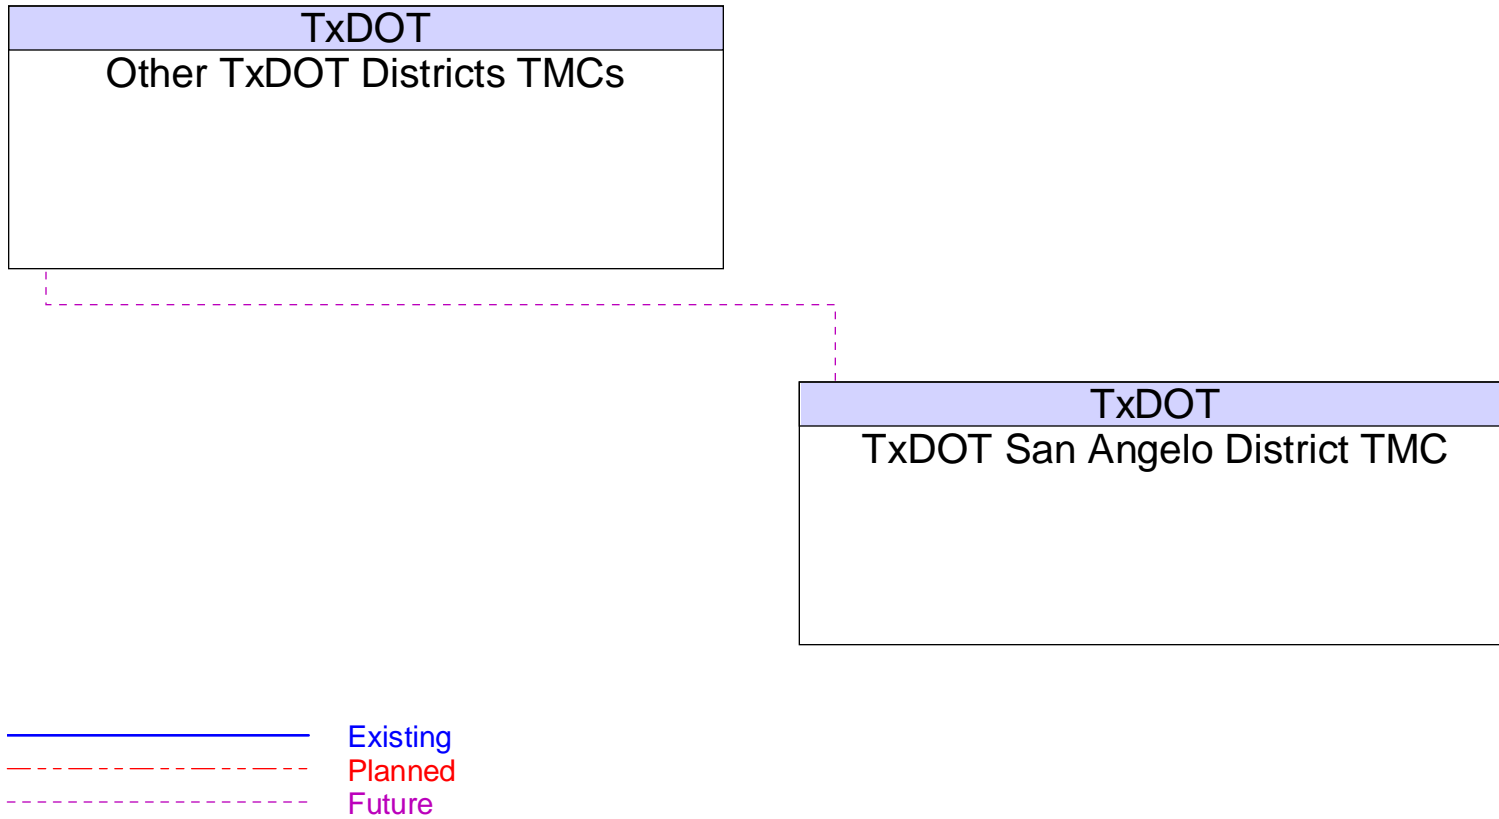 TxDOT
Other TxDOT Districts TMCs
TxDOT
TxDOT San Angelo District TMC
Existing
Planned
Future